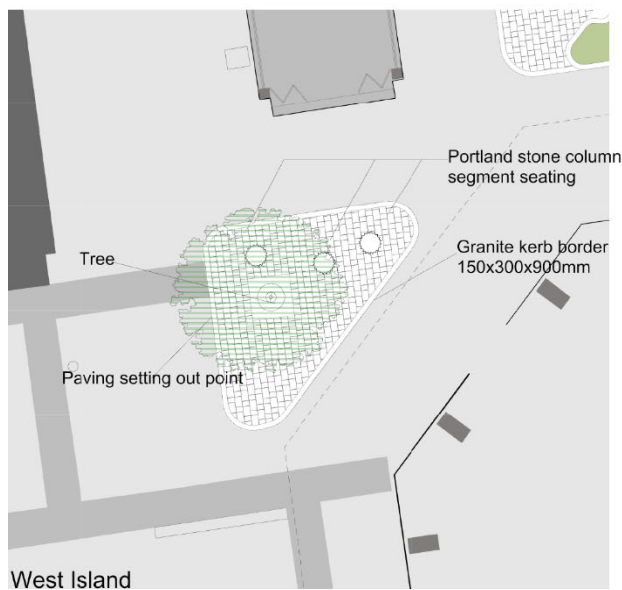 Portland stone column
segment seating
Tree
Granite kerb border
150x300x900mm
Paving setting out point
West Island